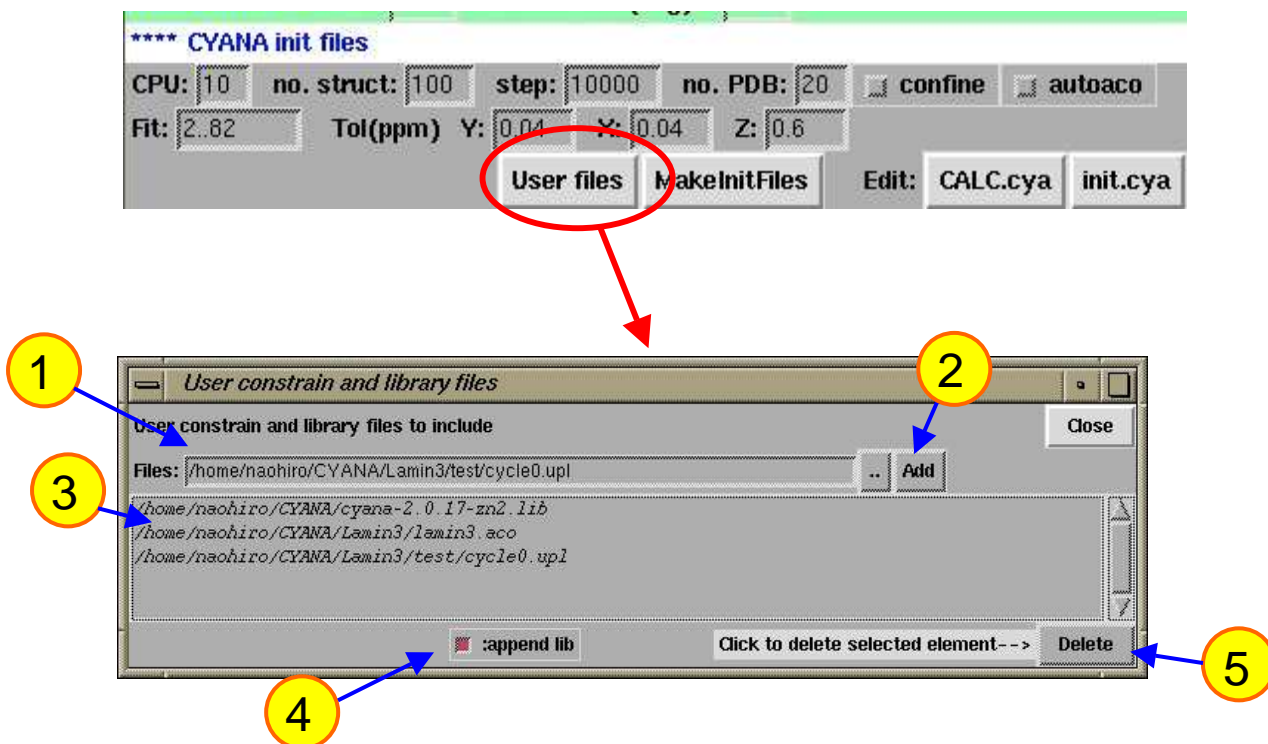 **** CYANA init files
CPU: 10 no. struct: 100 step: 10000 no. PDB: 20 confine autoaco
Fit: 2..82 Tol(ppm) Y: 0.04 X: 0.04 Z: 0.6
User files MakeInitFiles Edit: CALC.cya init.cya
1
2
User constrain and library files
User constrain and library files to include Close
Files: /home/naohiro/CYANA/Lamin3/test/cycle0.upl .. Add
3
/home/naohiro/CYANA/cyana-2.0.17-zn2.lib
/home/naohiro/CYANA/Lamin3/lamin3.aco
/home/naohiro/CYANA/Lamin3/test/cycle0.upl
:append lib Click to delete selected element--> Delete
5
4